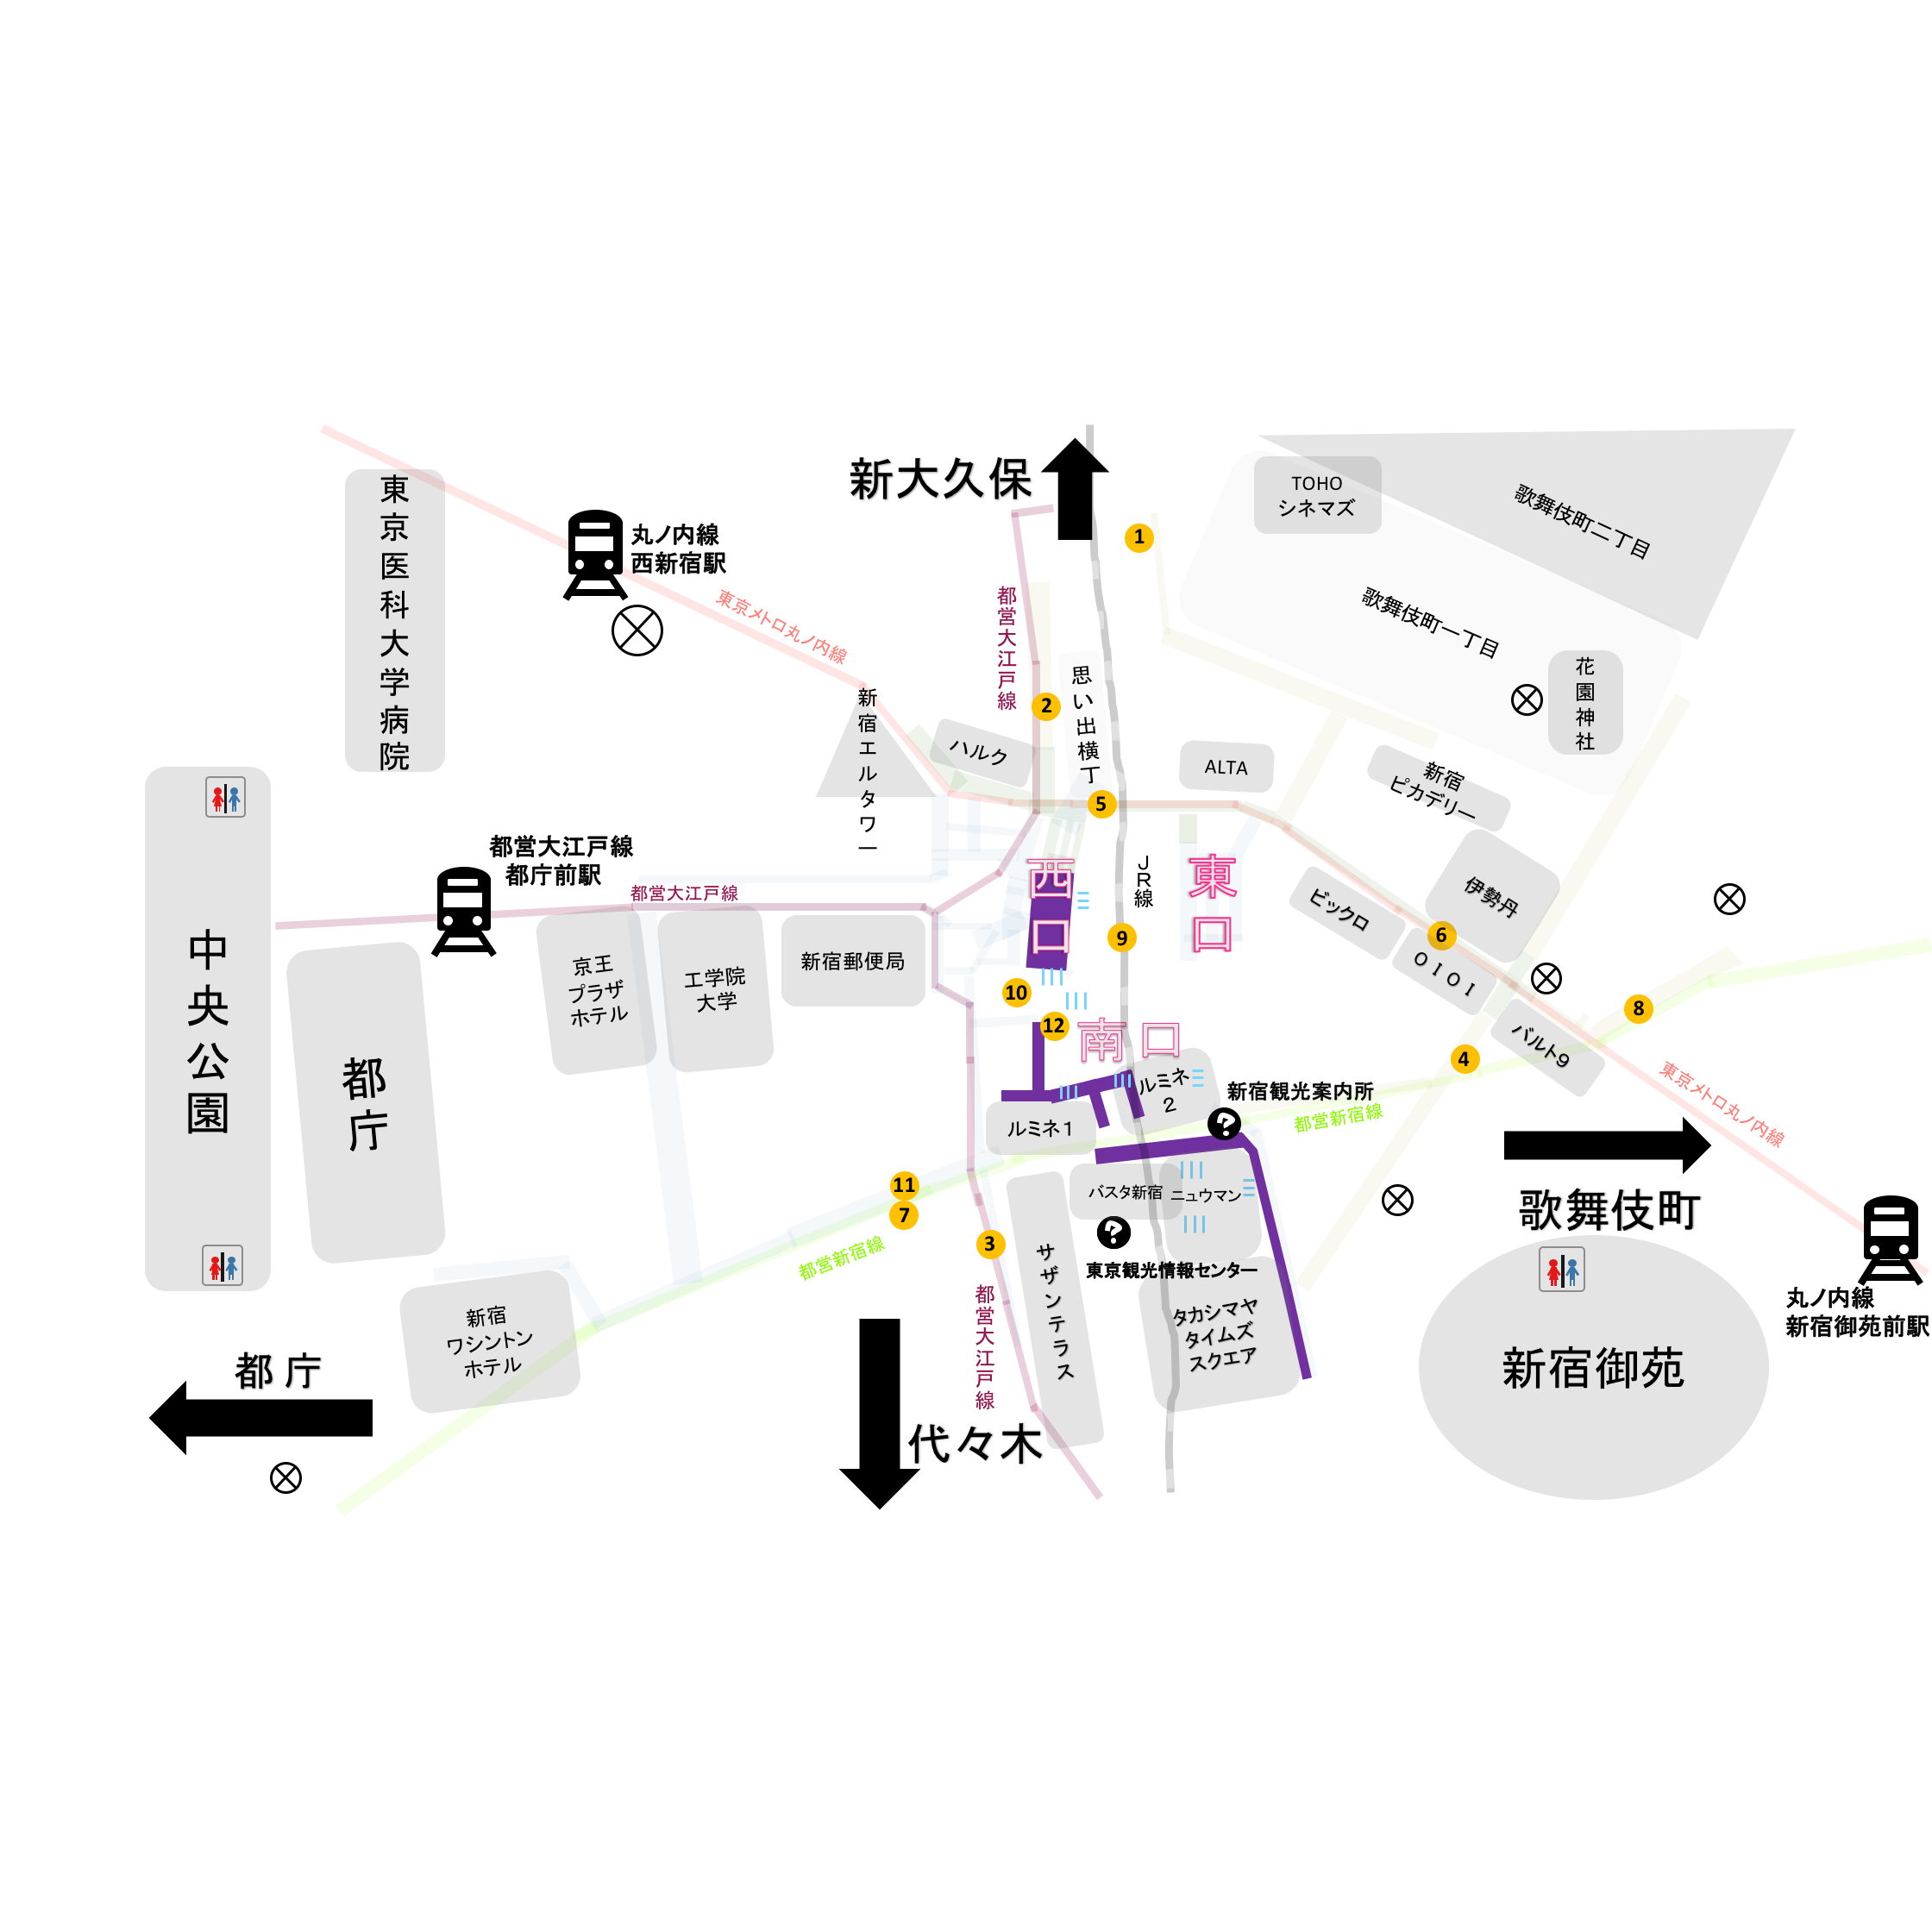 新大久保
東京医科大学病院
丸ノ内線
西新宿駅
東京メトロ丸ノ内線
都営大江戸線
TOHO
シネマズ
歌舞伎町二丁目
歌舞伎町一丁目
花園神社
1
2
思い出横丁
新宿エルタワー
ハルク
ALTA
新宿
ピカデリー
5
都営大江戸線
都庁前駅
都営大江戸線
西口
JR線
東口
ビックロ
伊勢丹
6
OIOI
9
中央公園
都庁
京王
プラザ
ホテル
工学院
大学
新宿郵便局
10
12
南口
8
4
バルト9
東京メトロ丸ノ内線
ルミネ
2
ルミネ1
新宿観光案内所
?
都営新宿線
歌舞伎町
11
7
3
都営新宿線
バスタ新宿
ニュウマン
?
東京観光情報センター
サザンテラス
都営大江戸線
タカシマヤ
タイムズ
スクエア
新宿
ワシントン
ホテル
都庁
代々木
丸ノ内線
新宿御苑前駅
新宿御苑